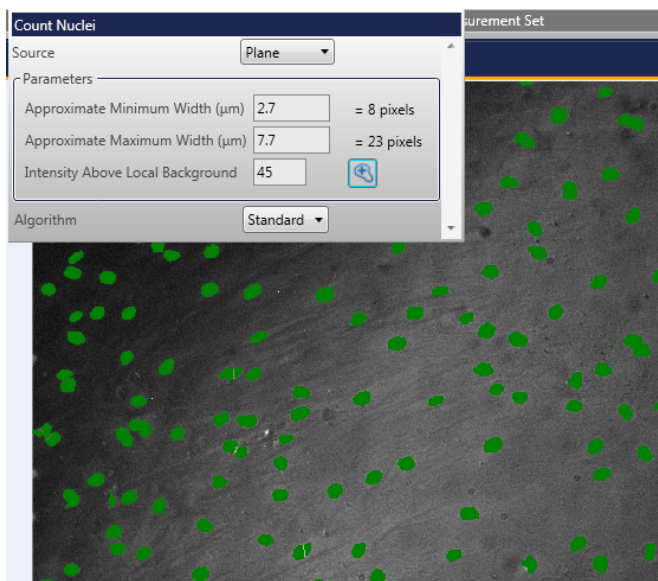 Count Nuclei
Source Plane
Parameters
Approximate Minimum Width (µm) 2.7 = 8 pixels
Approximate Maximum Width (µm) 7.7 = 23 pixels
Intensity Above Local Background 45
Algorithm Standard
Set